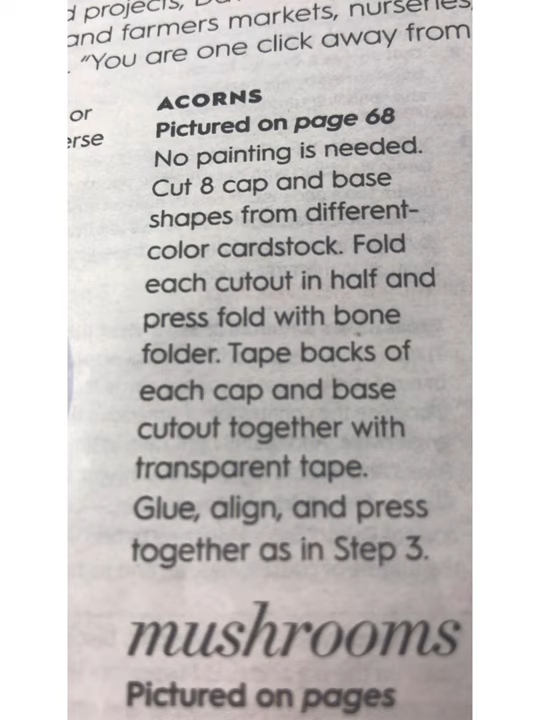 projects,
and farmers markets, nurseries,
. "You are one click away from
or
ACORNS
Pictured on page 68
No painting is needed.
Cut 8 cap and base
shapes from different-
color cardstock. Fold
each cutout in half and
press fold with bone
folder. Tape backs of
each cap and base
cutout together with
transparent tape.
Glue, align, and press
together as in Step 3.
mushrooms
Pictured on pages